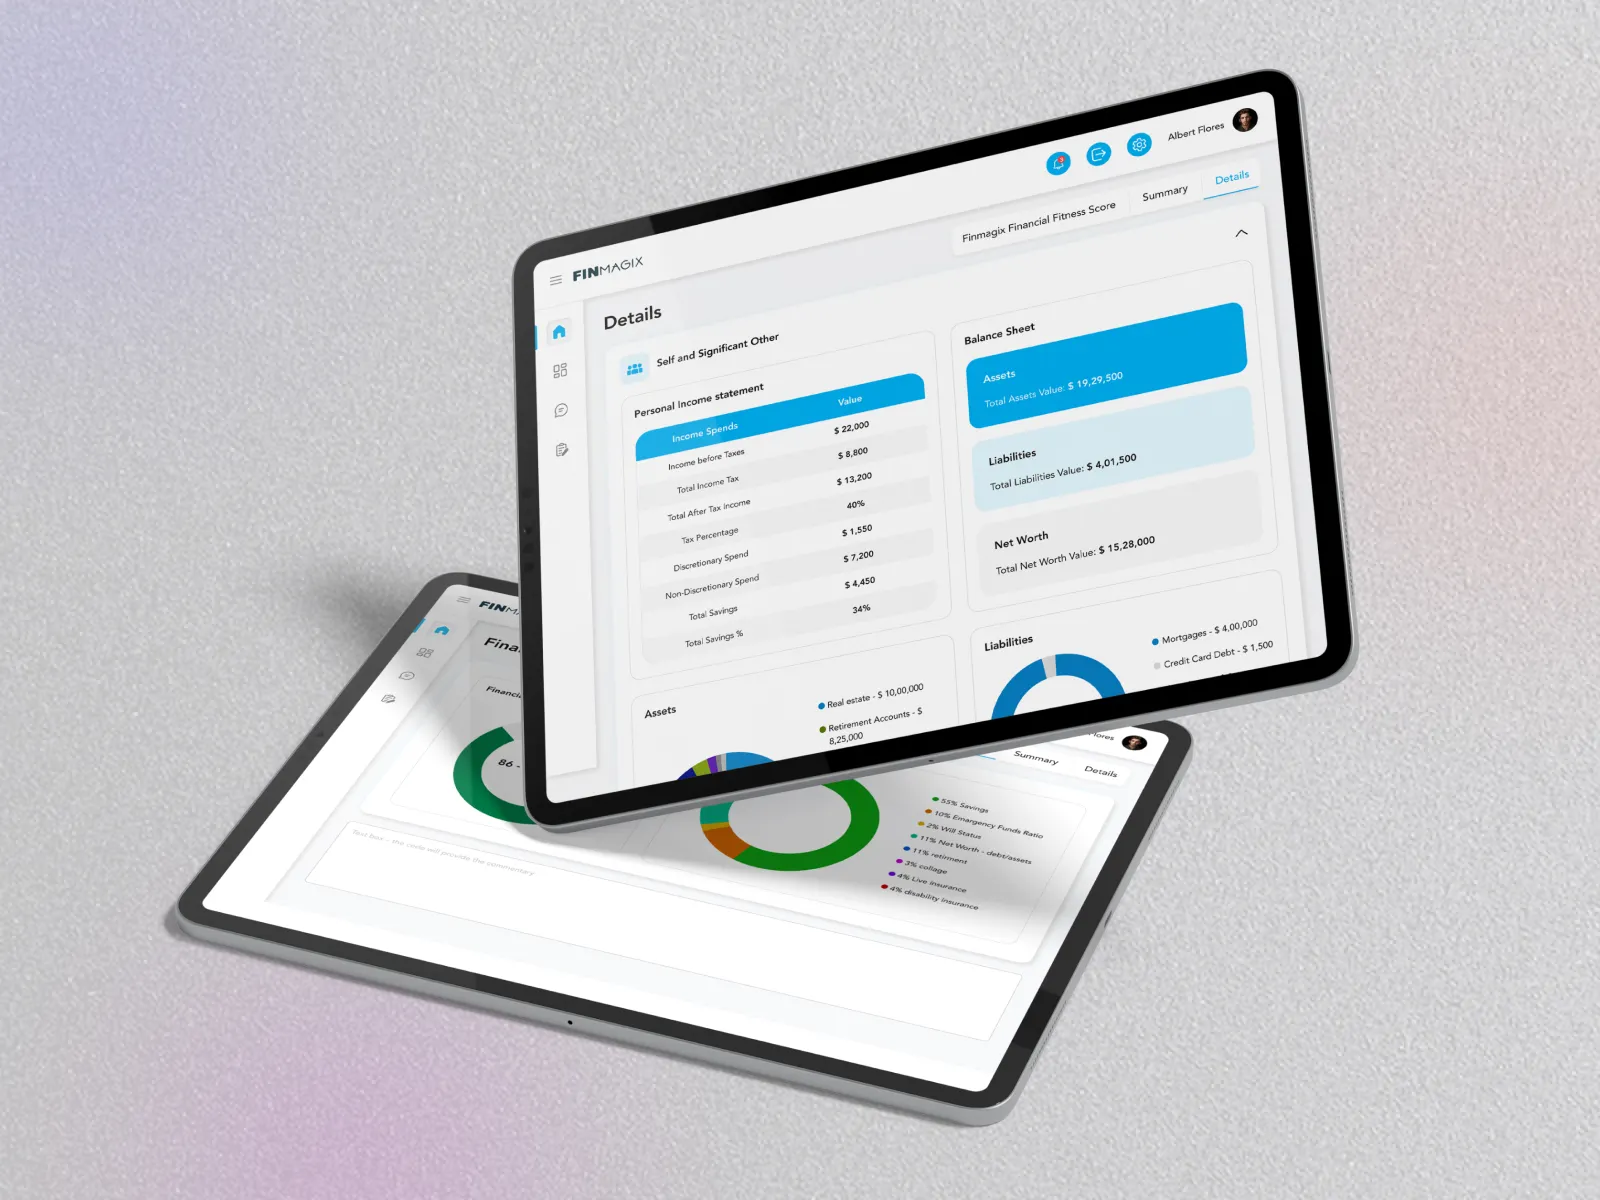 Albert Flores
Finmagix Financial Fitness Score
Summary
Details
FINMAGIX
Details
Self and Significant Other
Personal Income statement
Income Spends Value
Income before Taxes $ 22,000
Total Income Tax $ 8,800
Total After Tax income $ 13,200
Tax Percentage 40%
Discretionary Spend $ 1,550
Non-Discretionary Spend $ 7,200
Total Savings $ 4,450
Total Savings % 34%
Balance Sheet
Assets
Total Assets Value: $ 19,29,500
Liabilities
Total Liabilities Value: $ 4,01,500
Net Worth
Total Net Worth Value: $ 15,28,000
Assets
Real estate - $ 10,00,000
Retirement Accounts - $
8,25,000
Liabilities
Mortgages - $ 4,00,000
Credit Card Debt - $ 1,500
FINM
Fina
Financi
86 -
Flores
Summary
Details
55% Savings
10% Emergency Funds Ratio
2% Will Status
11% Net Worth - debt/assets
11% retirment
3% collage
4% Live insurance
4% disability insurance
Text box – the code will provide the commentary